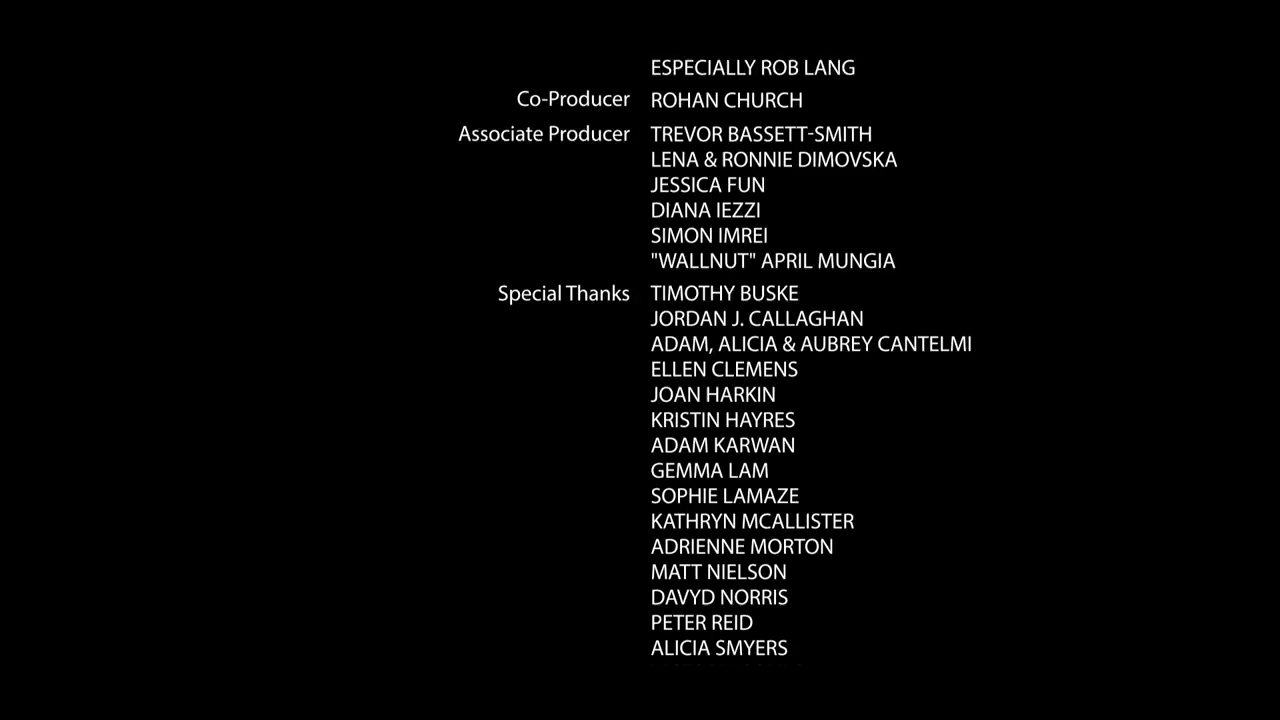 ESPECIALLY ROB LANG
Co-Producer ROHAN CHURCH
Associate Producer TREVOR BASSETT-SMITH
LENA & RONNIE DIMOVSKA
JESSICA FUN
DIANA IEZZI
SIMON IMREI
"WALLNUT" APRIL MUNGIA
Special Thanks TIMOTHY BUSKE
JORDAN J. CALLAGHAN
ADAM, ALICIA & AUBREY CANTELMI
ELLEN CLEMENS
JOAN HARKIN
KRISTIN HAYRES
ADAM KARWAN
GEMMA LAM
SOPHIE LAMAZE
KATHRYN MCALLISTER
ADRIENNE MORTON
MATT NIELSON
DAVYD NORRIS
PETER REID
ALICIA SMYERS